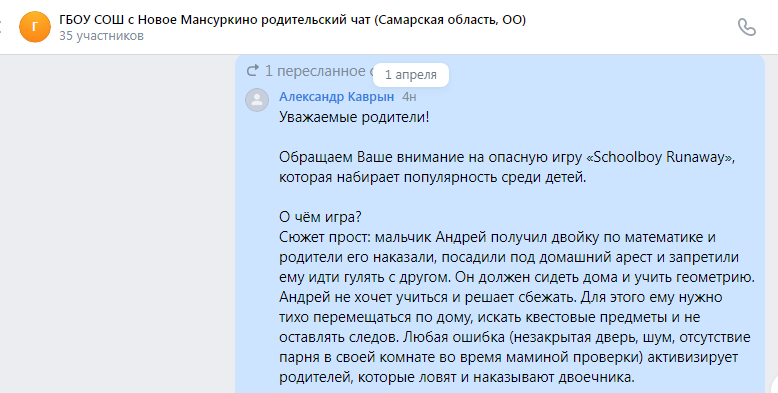 Г
ГБОУ СОШ с Новое Мансуркино родительский чат (Самарская область, ОО)
35 участников
1 пересланное с
1 апреля
Александр Каврын 4н
Уважаемые родители!
Обращаем Ваше внимание на опасную игру «Schoolboy Runaway»,
которая набирает популярность среди детей.
О чём игра?
Сюжет прост: мальчик Андрей получил двойку по математике и
родители его наказали, посадили под домашний арест и запретили
ему идти гулять с другом. Он должен сидеть дома и учить геометрию.
Андрей не хочет учиться и решает сбежать. Для этого ему нужно
тихо перемещаться по дому, искать квестовые предметы и не
оставлять следов. Любая ошибка (незакрытая дверь, шум, отсутствие
парня в своей комнате во время маминой проверки) активизирует
родителей, которые ловят и наказывают двоечника.